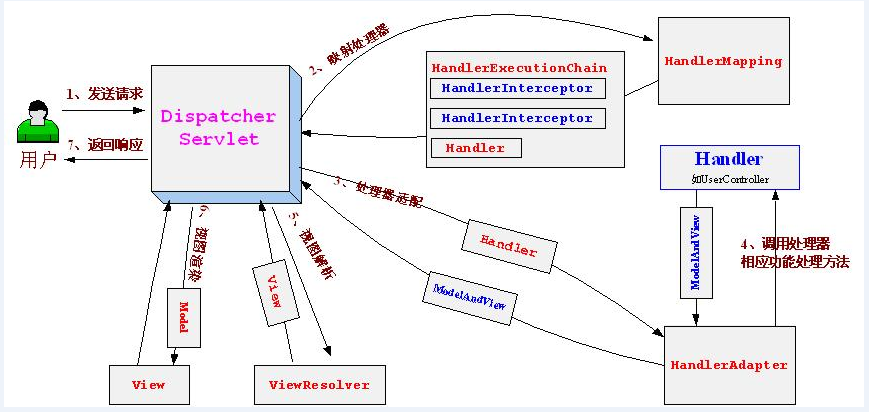 1、发送请求
7、返回响应
用户
Dispatcher
Servlet
2、映射处理器
HandlerMapping
HandlerExecutionChain
HandlerInterceptor
HandlerInterceptor
Handler
3、处理器适配
Handler
ModelAndView
Handler
如UserController
ModelAndView
4、调用处理器
相应功能处理方法
HandlerAdapter
5、视图解析
View
ViewResolver
6、视图渲染
Model
View